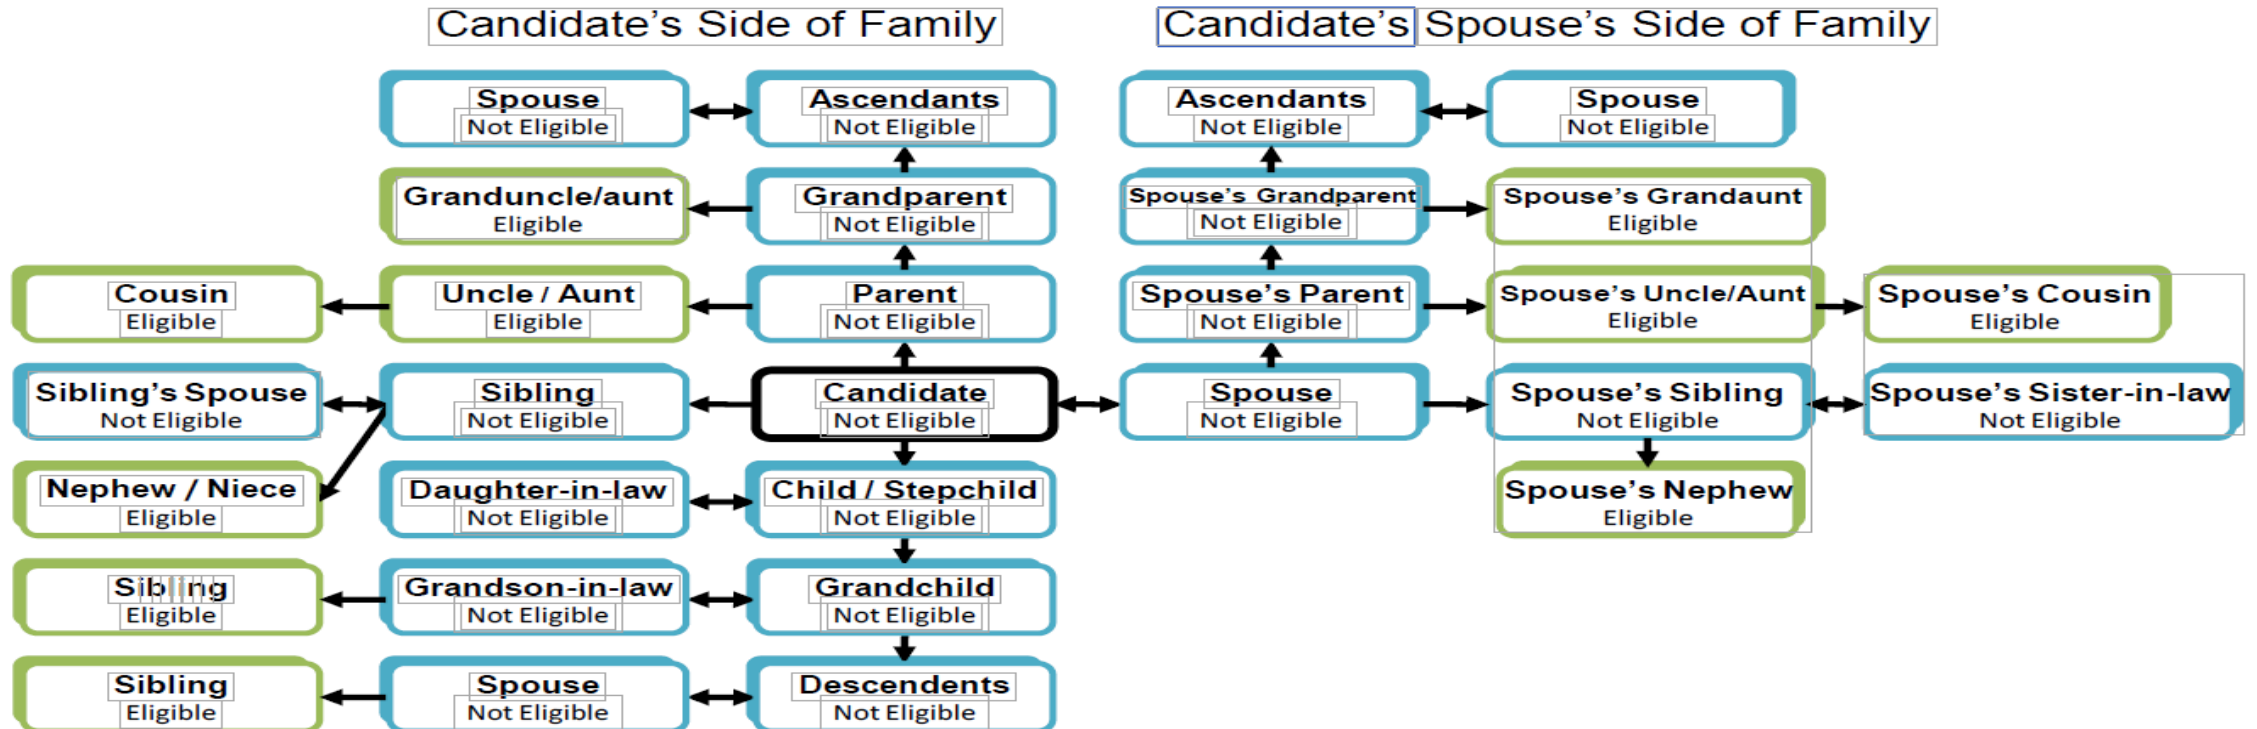 Candidate's Side of Family
Candidate's Spouse's Side of Family
Spouse
Not Eligible
Ascendants
Not Eligible
Ascendants
Not Eligible
Spouse
Not Eligible
Granduncle/aunt
Eligible
Grandparent
Not Eligible
Spouse's Grandparent
Not Eligible
Spouse's Grandaunt
Eligible
Cousin
Eligible
Uncle / Aunt
Eligible
Parent
Not Eligible
Spouse's Parent
Not Eligible
Spouse's Uncle/Aunt
Eligible
Spouse's Cousin
Eligible
Sibling's Spouse
Not Eligible
Sibling
Not Eligible
Candidate
Not Eligible
Spouse
Not Eligible
Spouse's Sibling
Not Eligible
Spouse's Sister-in-law
Not Eligible
Nephew / Niece
Eligible
Daughter-in-law
Not Eligible
Child / Stepchild
Not Eligible
Spouse's Nephew
Eligible
Sibling
Eligible
Grandson-in-law
Not Eligible
Grandchild
Not Eligible
Sibling
Eligible
Spouse
Not Eligible
Descendents
Not Eligible